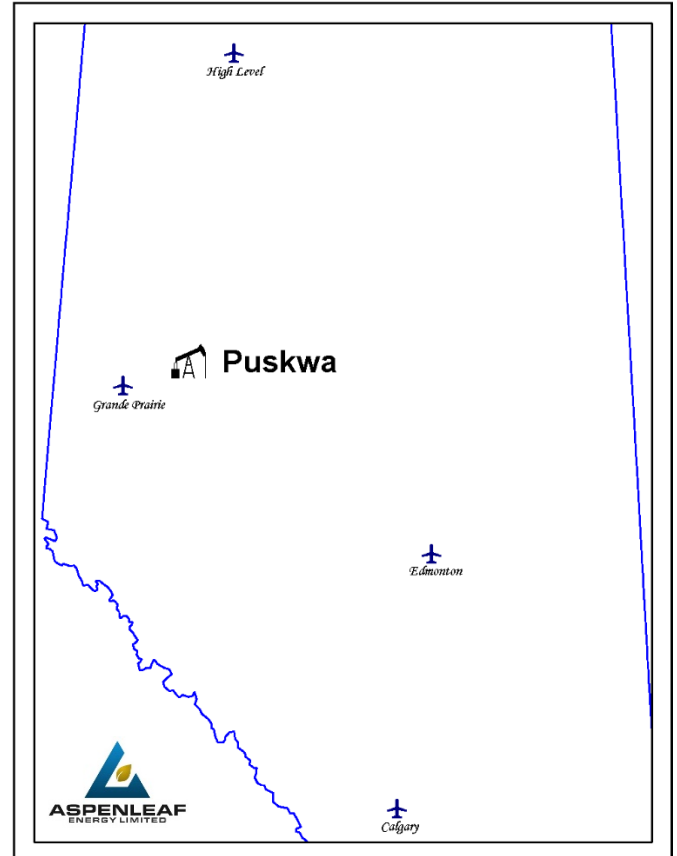 High Level
Puskwa
Grande Prairie
Edmonton
ASPENLEAF
ENERGY LIMITED
Calgary